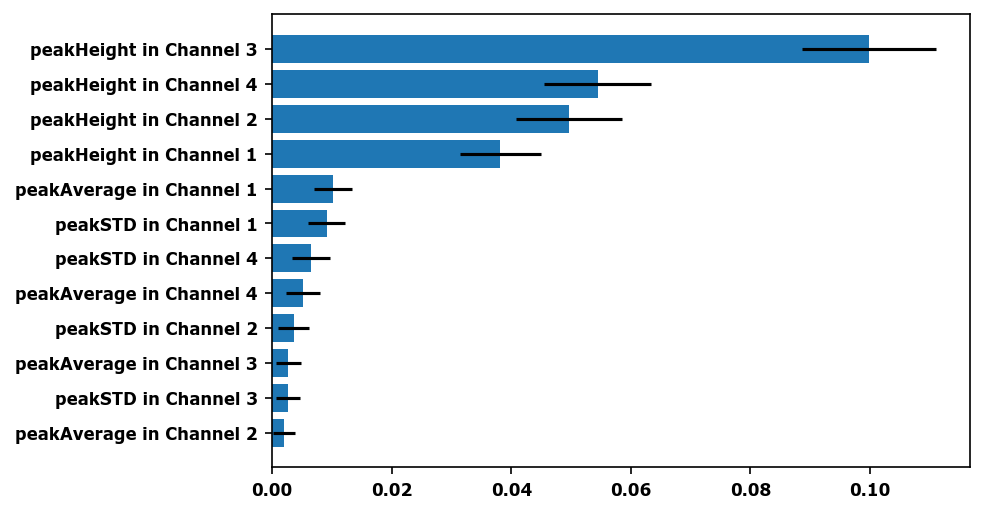 peakHeight in Channel 3
peakHeight in Channel 4
peakHeight in Channel 2
peakHeight in Channel 1
peakAverage in Channel 1
peakSTD in Channel 1
peakSTD in Channel 4
peakAverage in Channel 4
peakSTD in Channel 2
peakAverage in Channel 3
peakSTD in Channel 3
peakAverage in Channel 2
0.00 0.02 0.04 0.06 0.08 0.10